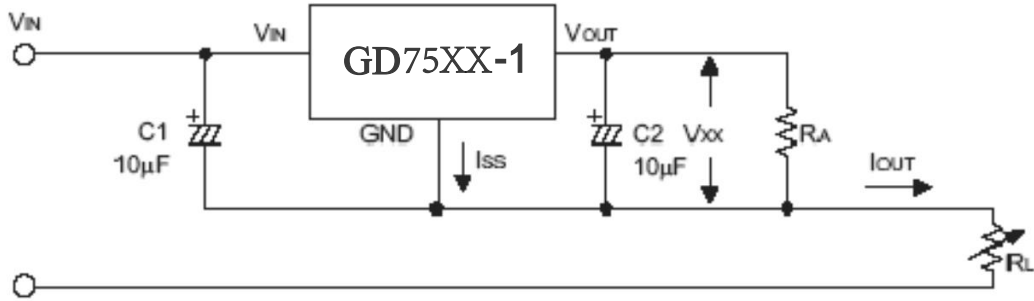 VIN
VIN
GD75XX-1
VOUT
GND
+
C1
10µF
ISS
+
C2
10µF
VXX
RA
IOUT
RL